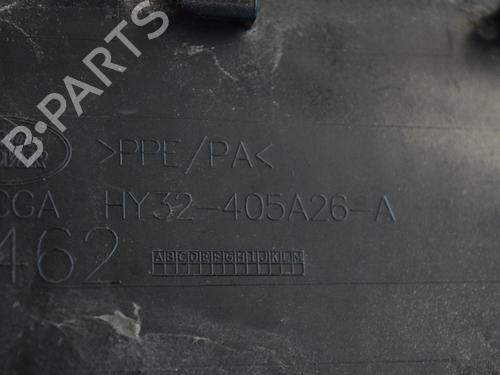 B-PARTS
>PPE/PA<
CGA HY32-405A26-A
462
ABCDEFGHIJKLM